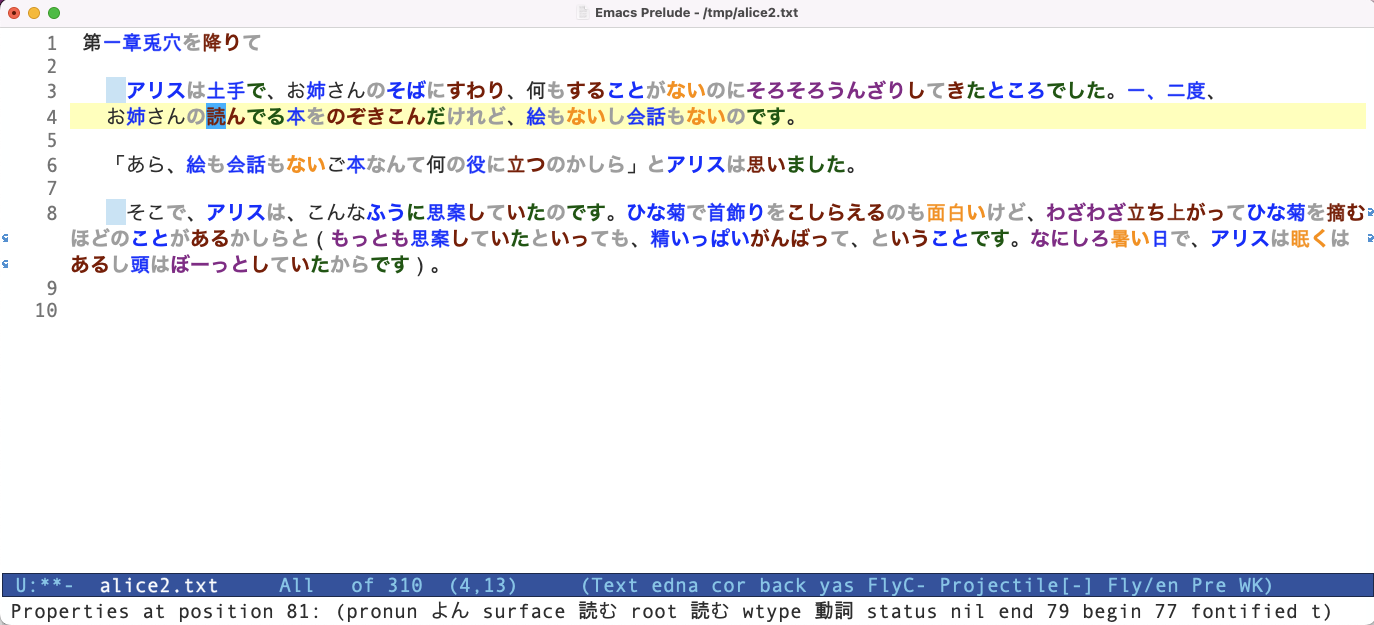 Emacs Prelude - /tmp/alice2.txt
1 第一章兎穴を降りて
2
3 アリスは土手で、お姉さんのそばにすわり、何もすることがないのにそろそろうんざりしてきたところでした。一、二度、
4 お姉さんの読んでる本をのぞきこんだけれど、絵もないし会話もないのです。
5
6 「あら、絵も会話もないご本なんて何の役に立つのかしら」とアリスは思いました。
7
8 そこで、アリスは、こんなふうに思案していたのです。ひな菊で首飾りをこしらえるのも面白いけど、わざわざ立ち上がってひな菊を摘む
ほどのことがあるかしらと(もっとも思案していたといっても、精いっぱいがんばって、ということです。なにしろ暑い日で、アリスは眠くは
あるし頭はぼーっとしていたからです)。
9
10
U:**- alice2.txt All of 310 (4,13) (Text edna cor back yas FlyC- Projectile[-] Fly/en Pre WK)
Properties at position 81: (pronun よん surface 読む root 読む wtype 動詞 status nil end 79 begin 77 fontified t)